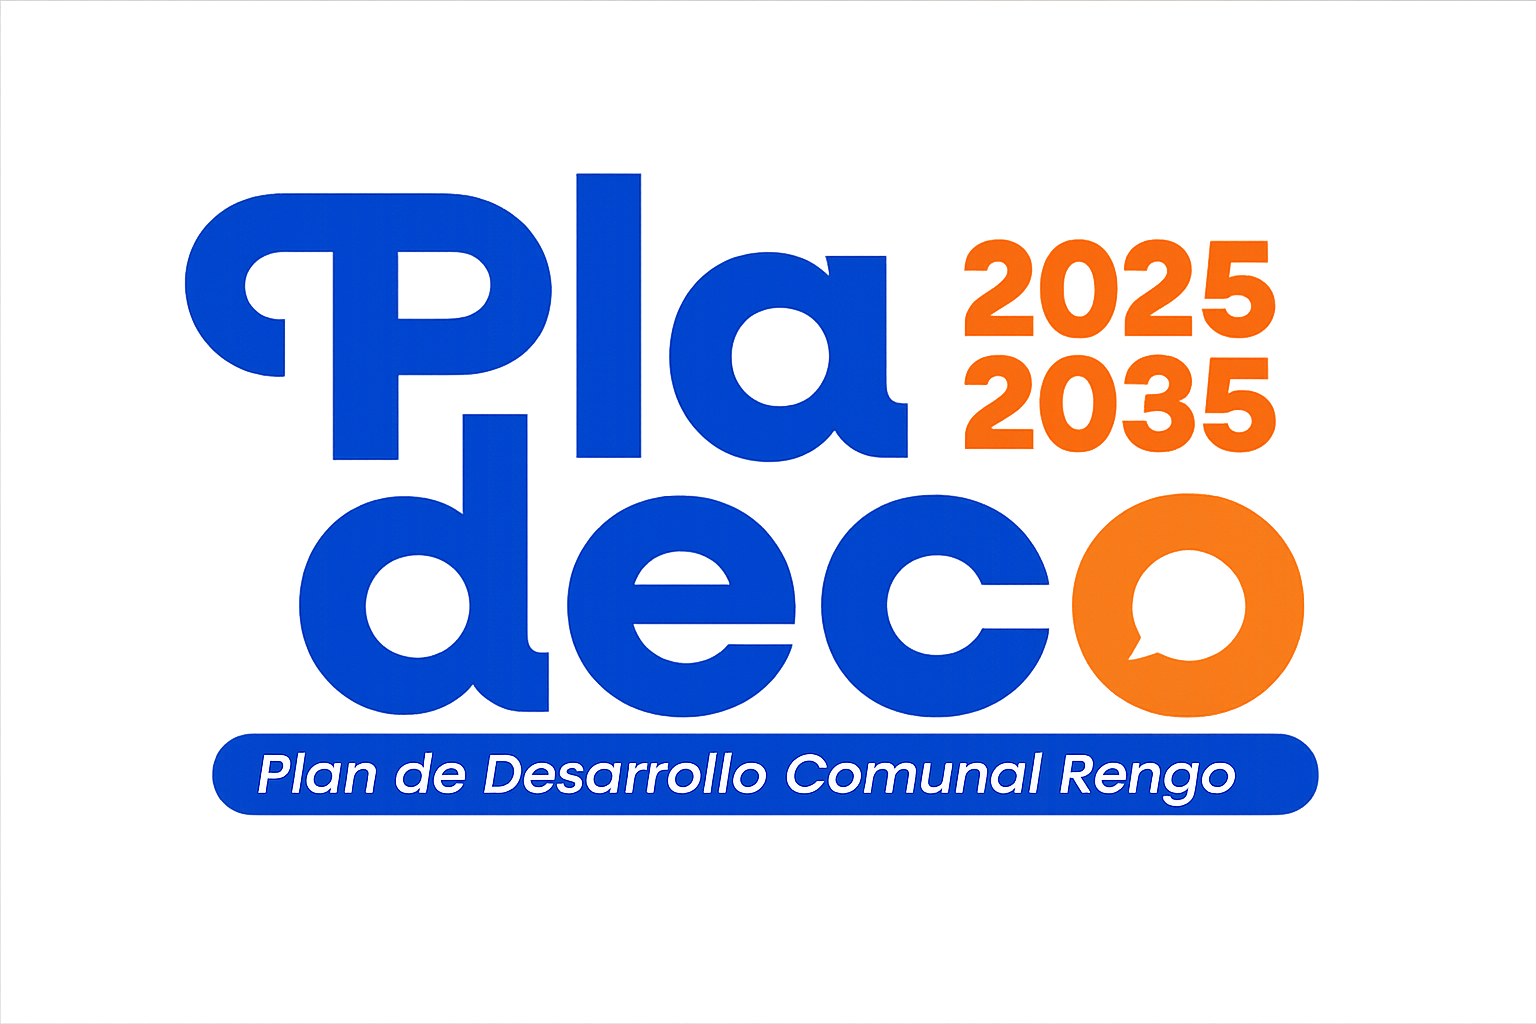 Pla
2025
2035
deco
Plan de Desarrollo Comunal Rengo